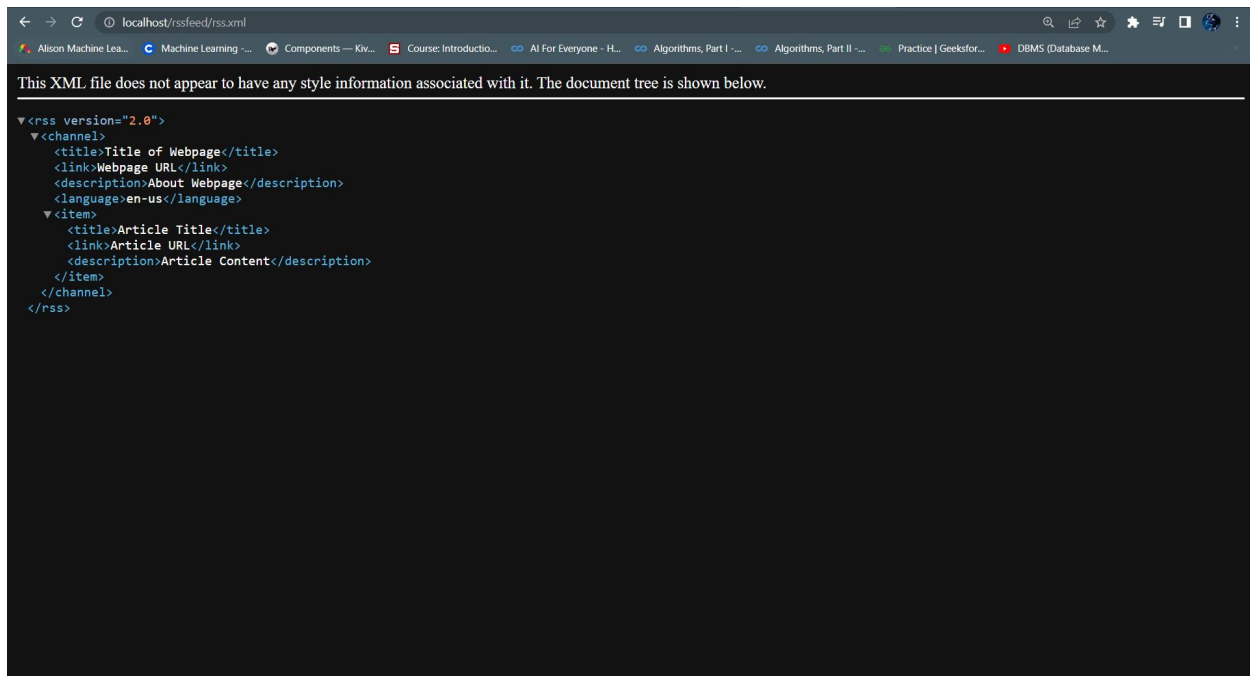 localhost/rssfeed/rss.xml
Alison Machine Lea... Machine Learning -... Components — Kiv... Course: Introductio... AI For Everyone - H... Algorithms, Part I -... Algorithms, Part II -... Practice | Geeksfor... DBMS (Database M...
This XML file does not appear to have any style information associated with it. The document tree is shown below.
▼<rss version="2.0">
▼<channel>
<title>Title of Webpage</title>
<link>Webpage URL</link>
<description>About Webpage</description>
<language>en-us</language>
▼<item>
<title>Article Title</title>
<link>Article URL</link>
<description>Article Content</description>
</item>
</channel>
</rss>